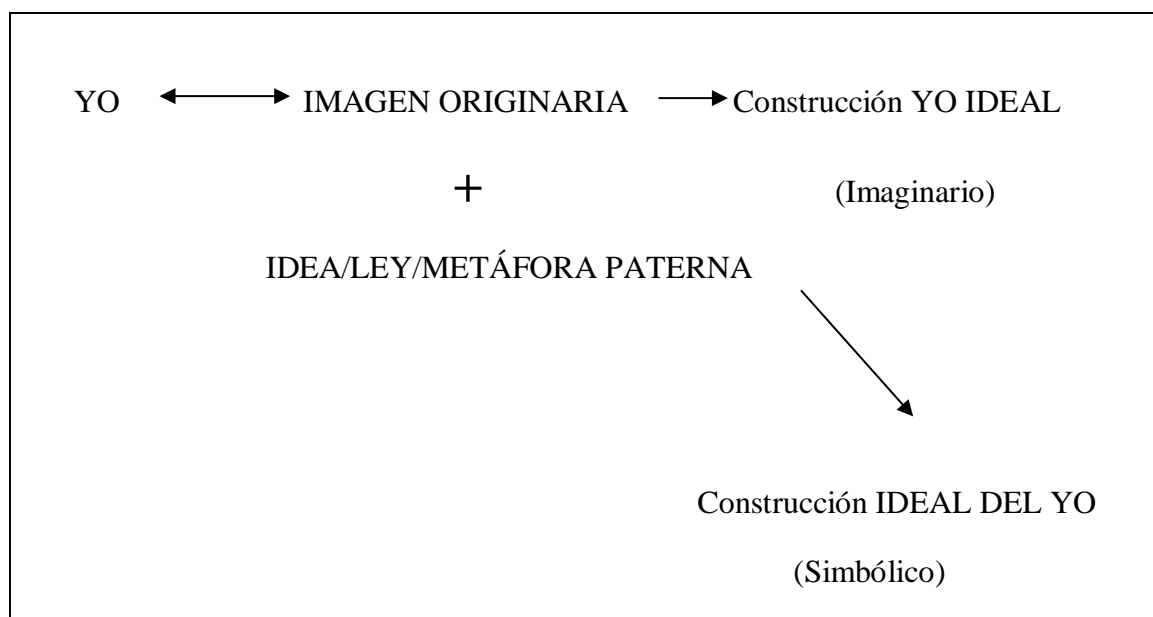 YO IMAGEN ORIGINARIA Construcción YO IDEAL
+ (Imaginario)
IDEA/LEY/METÁFORA PATERNA
Construcción IDEAL DEL YO
(Simbólico)